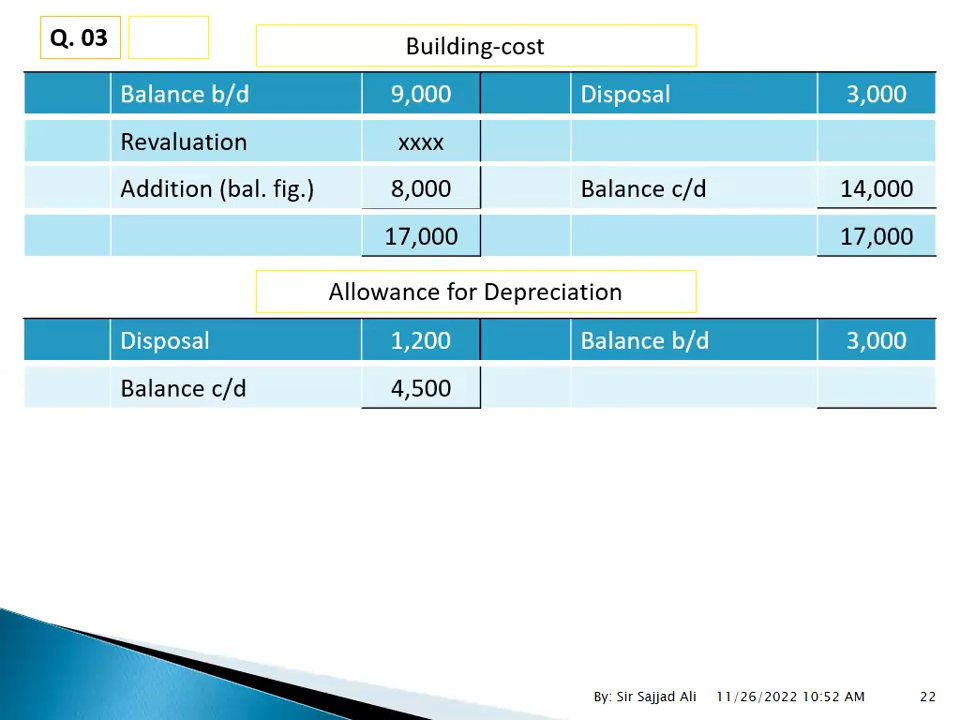 Q. 03
Building-cost
Balance b/d 9,000 Disposal 3,000
Revaluation xxxx
Addition (bal. fig.) 8,000 Balance c/d 14,000
17,000 17,000
Allowance for Depreciation
Disposal 1,200 Balance b/d 3,000
Balance c/d 4,500
By: Sir Sajjad Ali 11/26/2022 10:52 AM 22